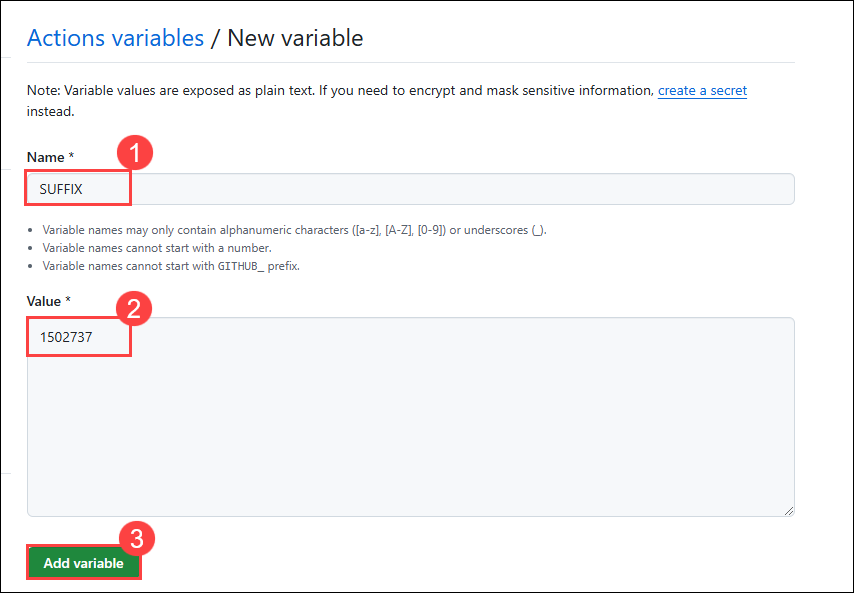 Actions variables / New variable
Note: Variable values are exposed as plain text. If you need to encrypt and mask sensitive information, create a secret
instead.
1
Name *
SUFFIX
Variable names may only contain alphanumeric characters ([a-z], [A-Z], [0-9]) or underscores (_).
Variable names cannot start with a number.
Variable names cannot start with GITHUB_ prefix.
Value *
2
1502737
3
Add variable